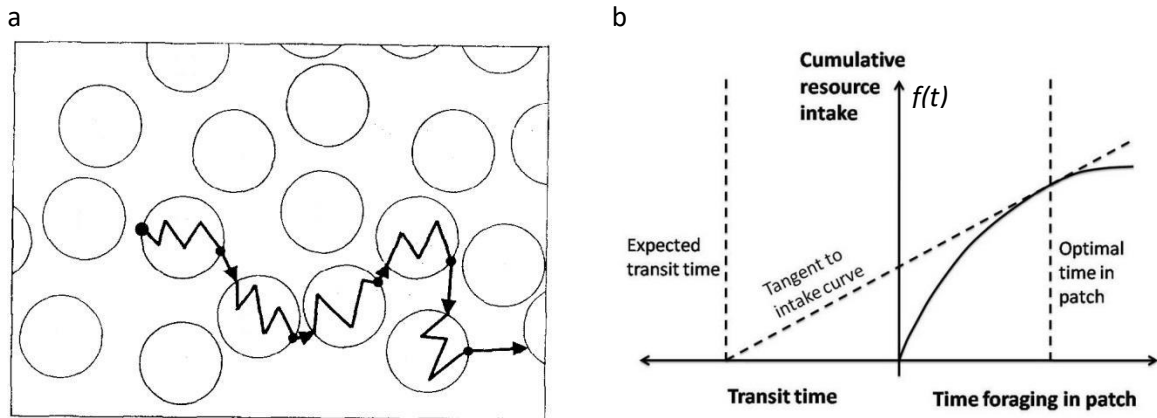 a
b
Cumulative
resource
intake
f(t)
Expected
transit time
Tangent to
intake curve
Optimal
time in
patch
Transit time
Time foraging in patch